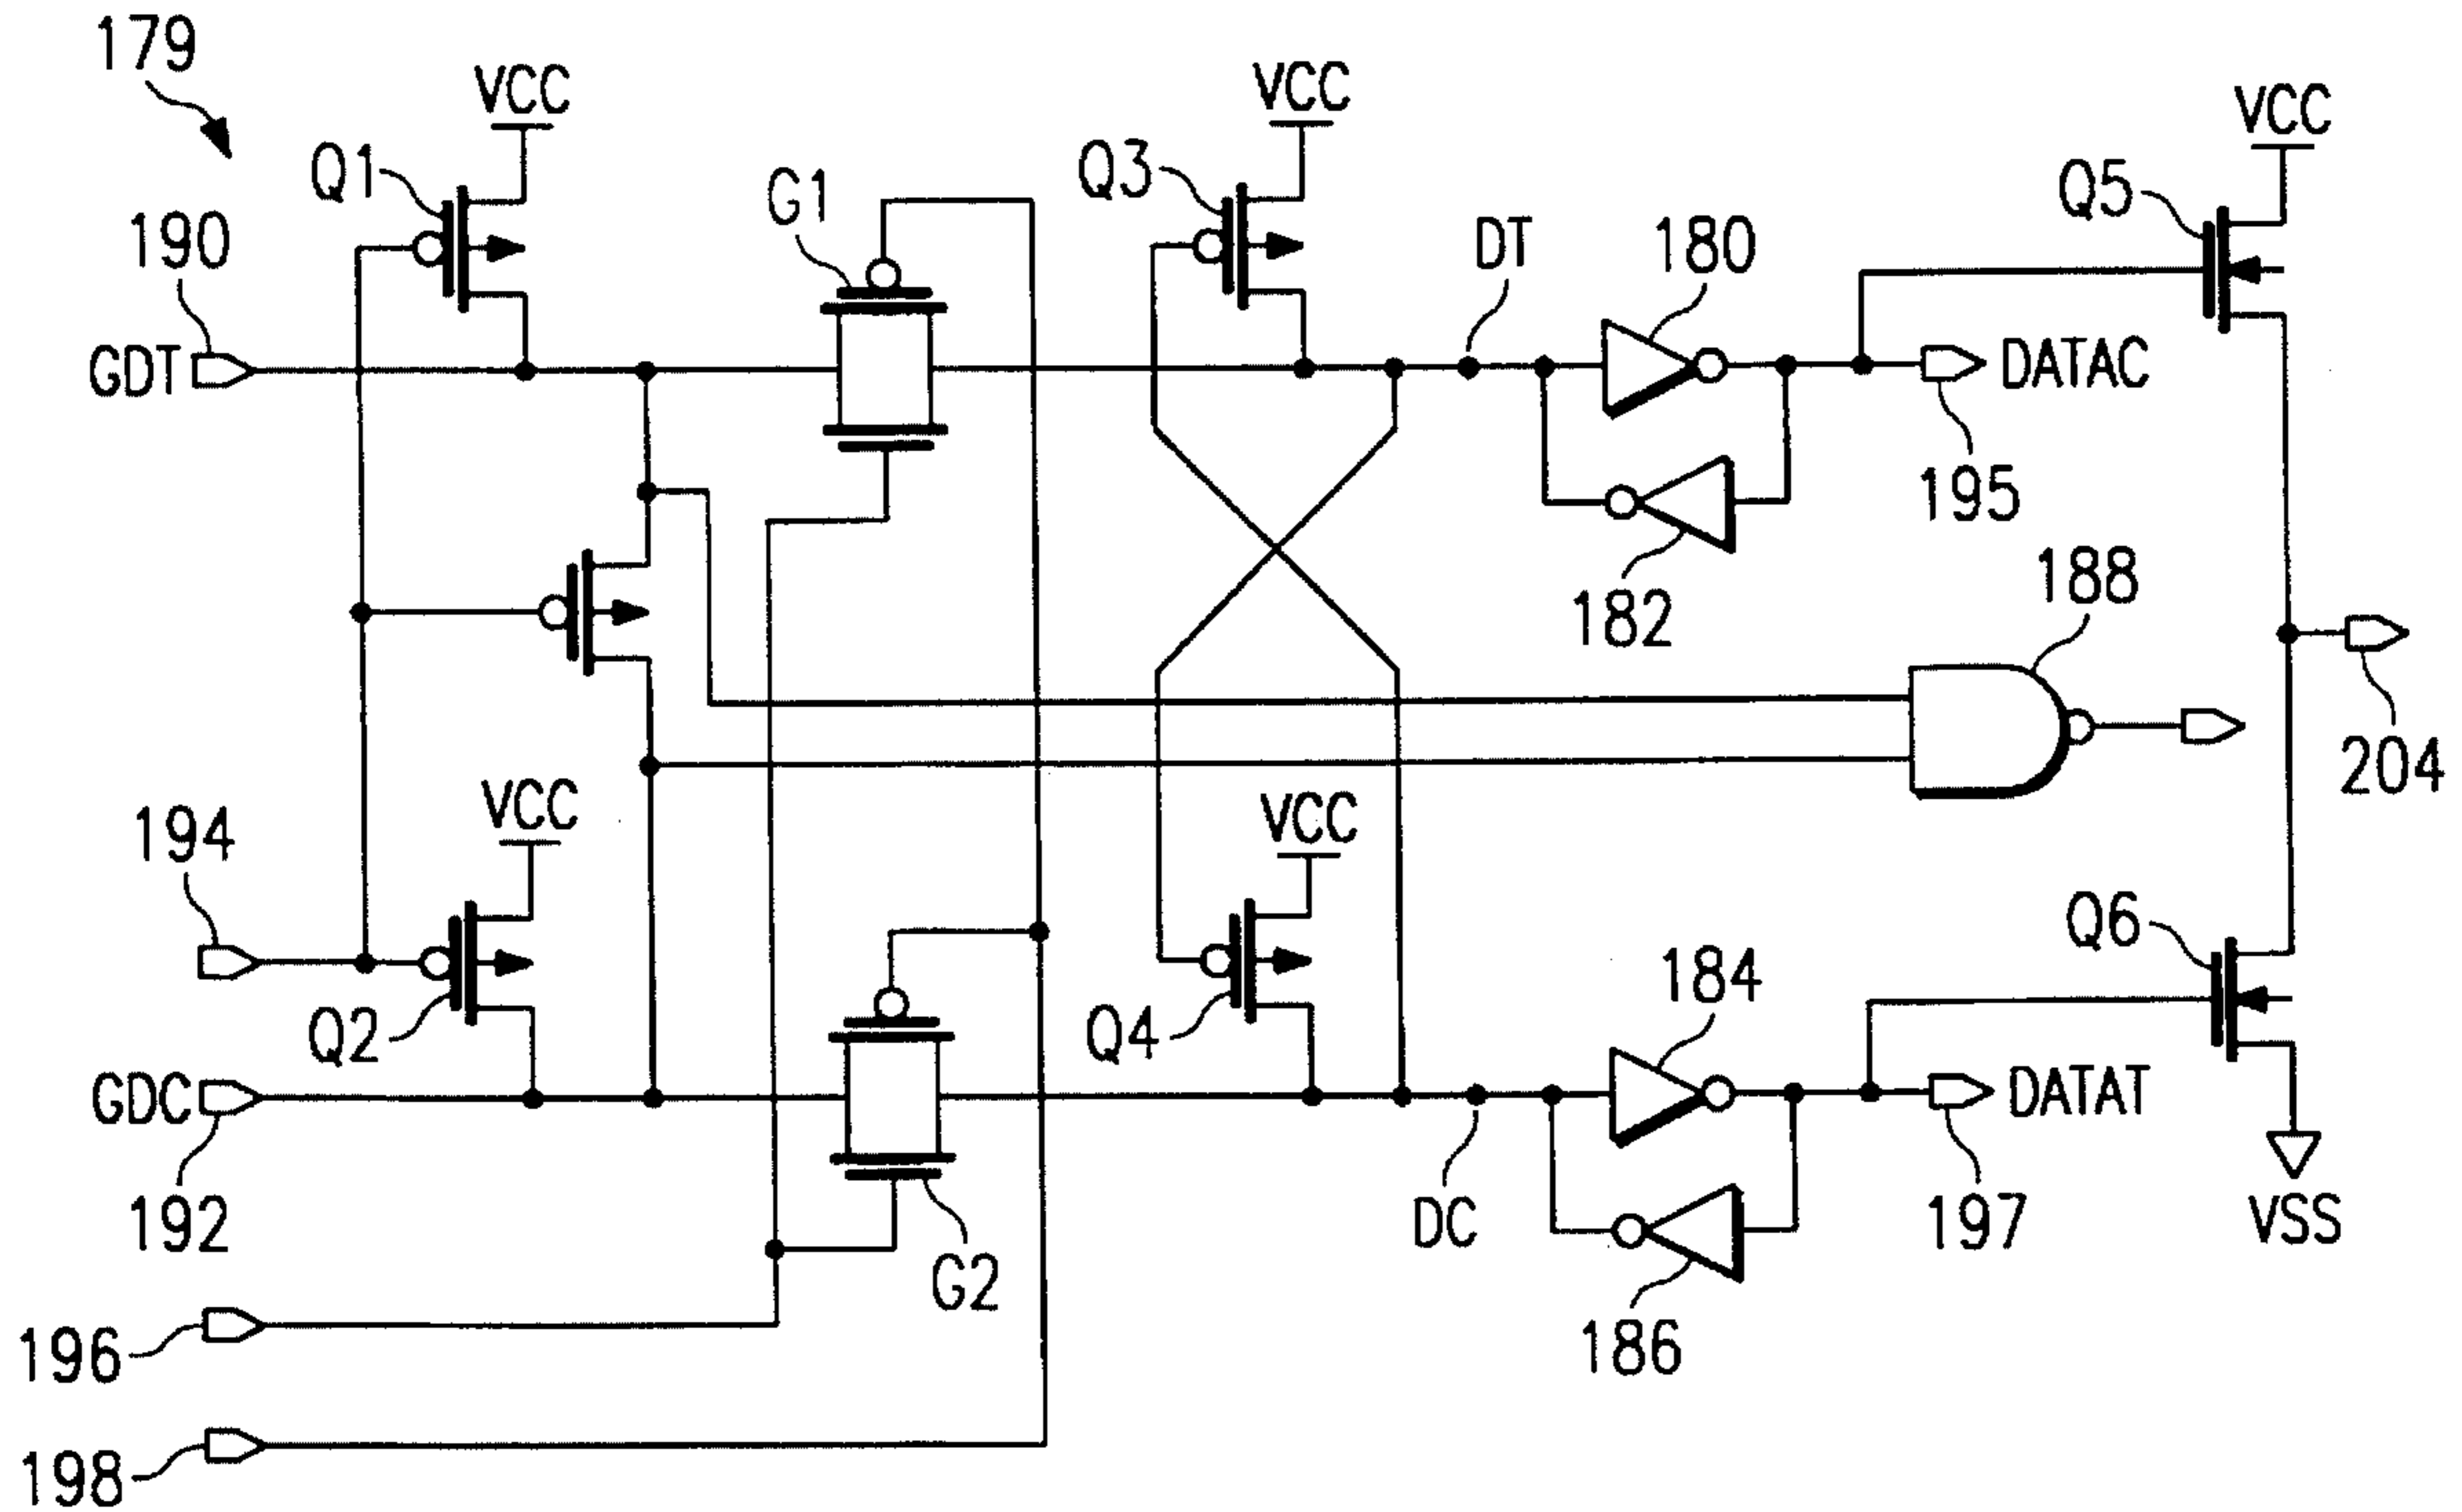 179
VCC
VCC
VCC
Q1
G1
Q3
Q5
190
DT
180
GDT
DATAC
195
182
188
204
194
VCC
VCC
Q6
Q2
Q4
184
GDC
DATAT
192
G2
DC
197
VSS
196
186
198